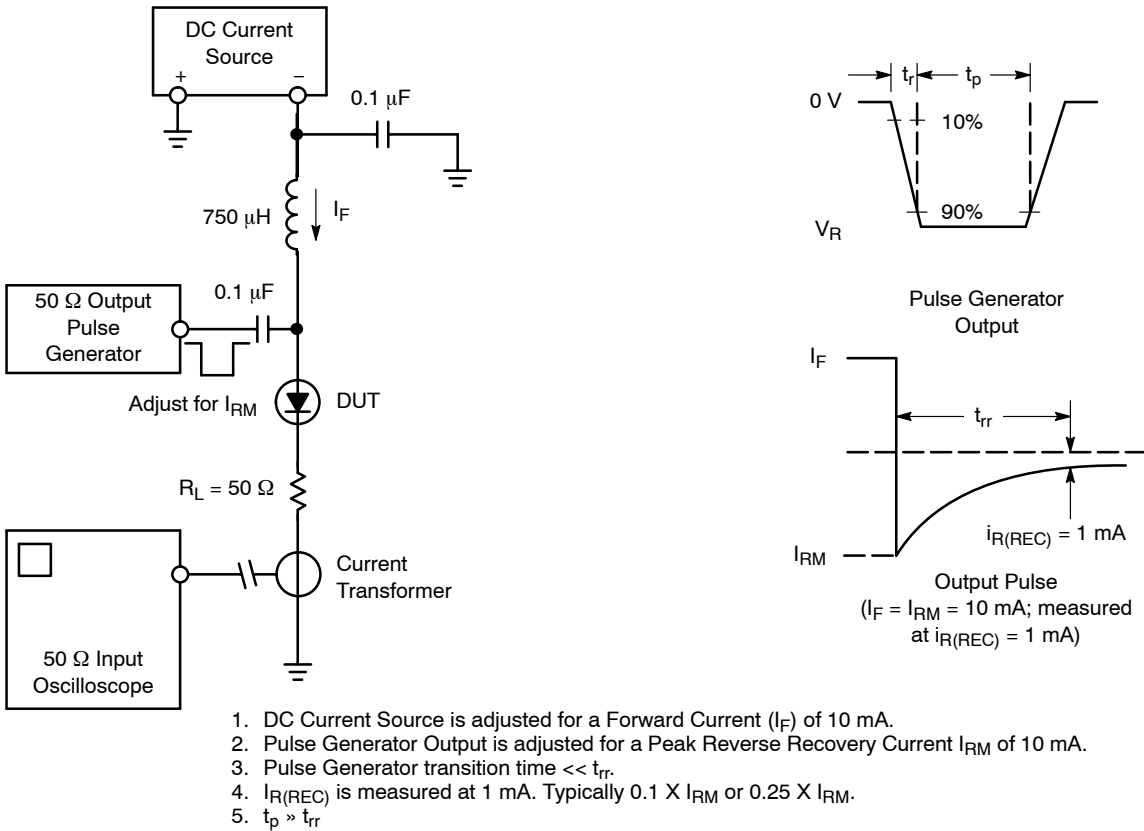 DC Current
Source
+ −
0.1 μF
750 μH
I_F
50 Ω Output
Pulse
Generator
0.1 μF
Adjust for I_RM
DUT
R_L = 50 Ω
Current
Transformer
50 Ω Input
Oscilloscope
t_r t_p
0 V
10%
90%
V_R
Pulse Generator
Output
I_F
t_rr
i_R(REC) = 1 mA
I_RM
Output Pulse
(I_F = I_RM = 10 mA; measured
at i_R(REC) = 1 mA)
1. DC Current Source is adjusted for a Forward Current (I_F) of 10 mA.
2. Pulse Generator Output is adjusted for a Peak Reverse Recovery Current I_RM of 10 mA.
3. Pulse Generator transition time << t_rr.
4. I_R(REC) is measured at 1 mA. Typically 0.1 X I_RM or 0.25 X I_RM.
5. t_p » t_rr